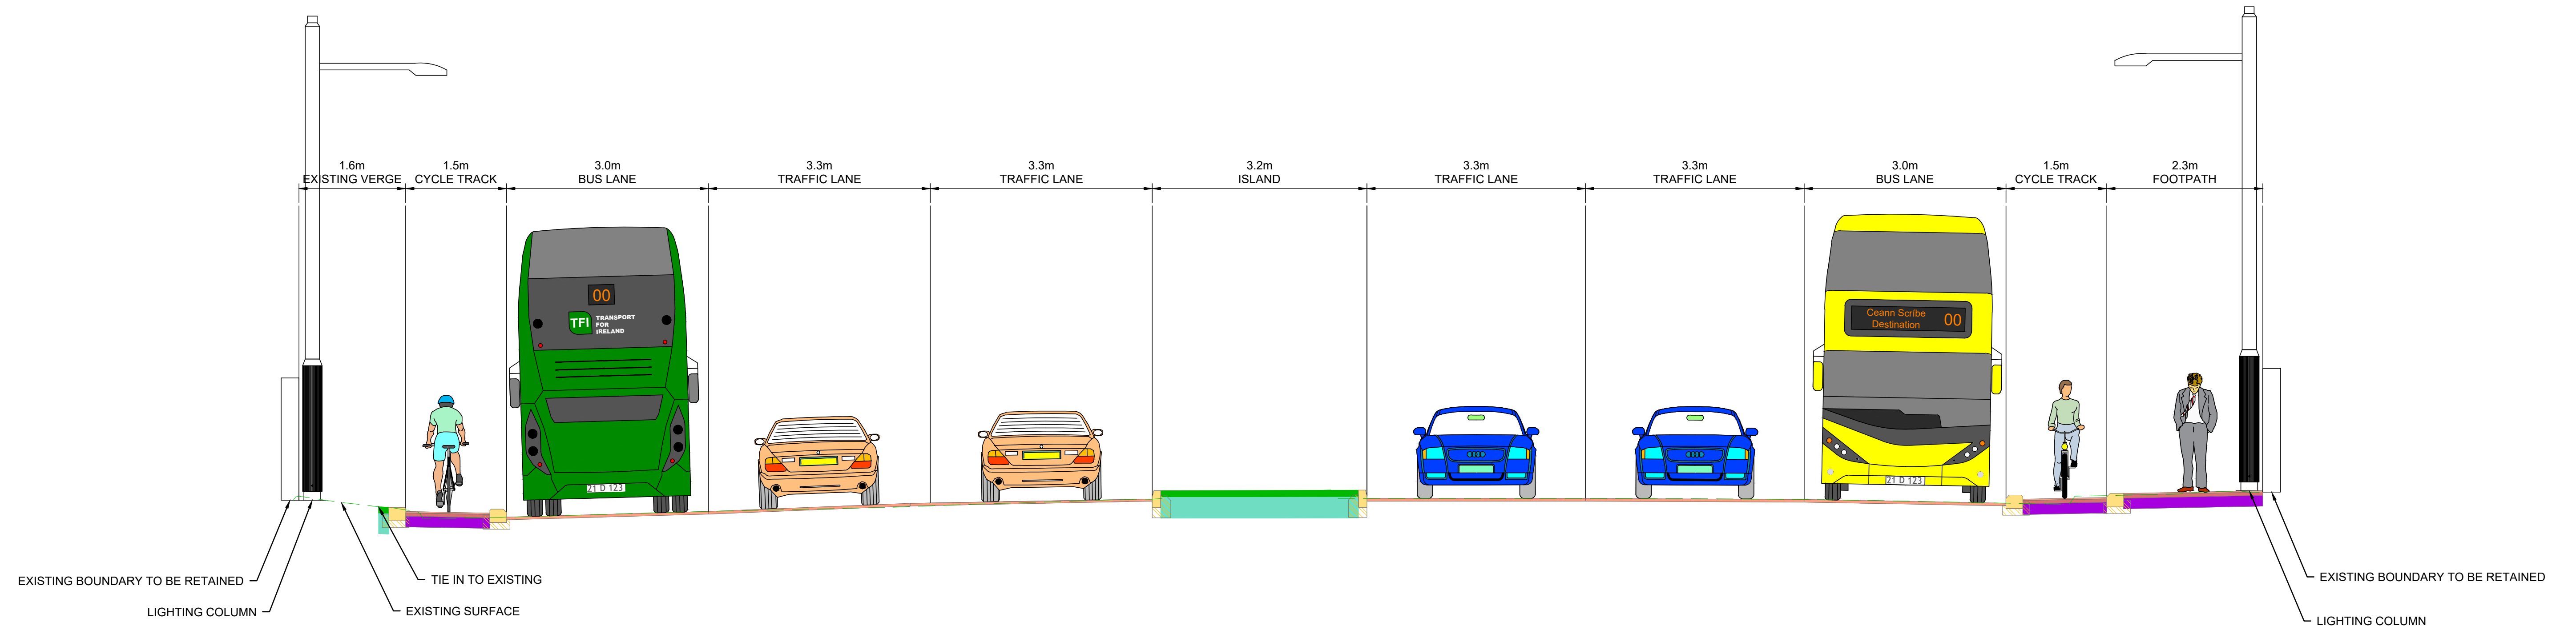 1.6m
EXISTING VERGE
1.5m
CYCLE TRACK
3.0m
BUS LANE
3.3m
TRAFFIC LANE
3.3m
TRAFFIC LANE
3.2m
ISLAND
3.3m
TRAFFIC LANE
3.3m
TRAFFIC LANE
3.0m
BUS LANE
1.5m
CYCLE TRACK
2.3m
FOOTPATH
00
TFI
TRANSPORT
FOR
IRELAND
21 D 123
Ceann Scríbe
Destination
00
21 D 123
EXISTING BOUNDARY TO BE RETAINED
LIGHTING COLUMN
TIE IN TO EXISTING
EXISTING SURFACE
EXISTING BOUNDARY TO BE RETAINED
LIGHTING COLUMN